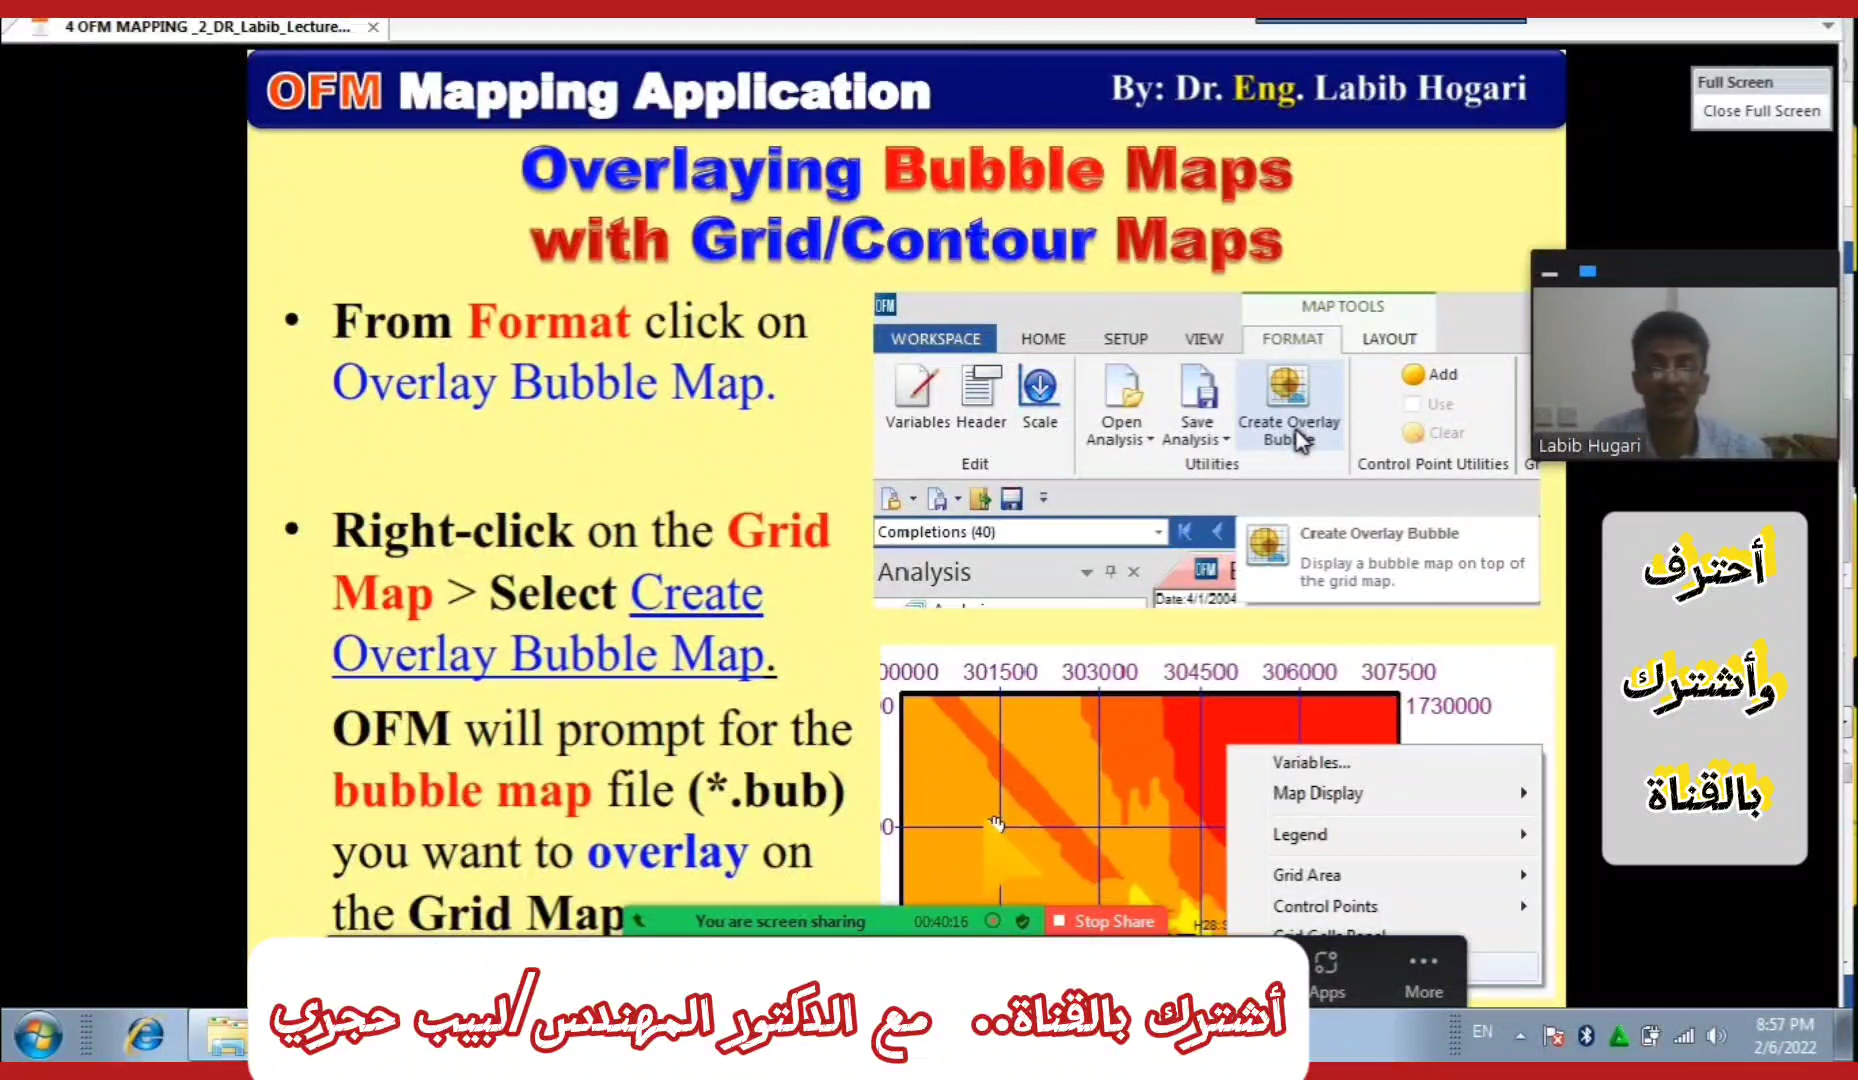 4 OFM MAPPING _2_DR_Labib_Lecture...
OFM Mapping Application
By: Dr. Eng. Labib Hogari
Full Screen
Close Full Screen
Overlaying Bubble Maps
with Grid/Contour Maps
• From Format click on
Overlay Bubble Map.
• Right-click on the Grid
Map > Select Create
Overlay Bubble Map.
OFM will prompt for the
bubble map file (*.bub)
you want to overlay on
the Grid Map
OFM
MAP TOOLS
WORKSPACE HOME SETUP VIEW FORMAT LAYOUT
Variables Header Scale
Open Analysis
Save Analysis
Create Overlay Bubble
Add
Use
Clear
Edit Utilities Control Point Utilities
Completions (40)
Analysis
OFM
Date:4/1/2004
Create Overlay Bubble
Display a bubble map on top of
the grid map.
00000 301500 303000 304500 306000 307500
1730000
Variables...
Map Display
Legend
Grid Area
Control Points
Labib Hugari
أحترف
وأشترك
بالقناة
You are screen sharing 00:40:16 Stop Share
Apps More
أشترك بالقناة.. مع الدكتور المهندس/لبيب حجري
EN
8:57 PM
2/6/2022